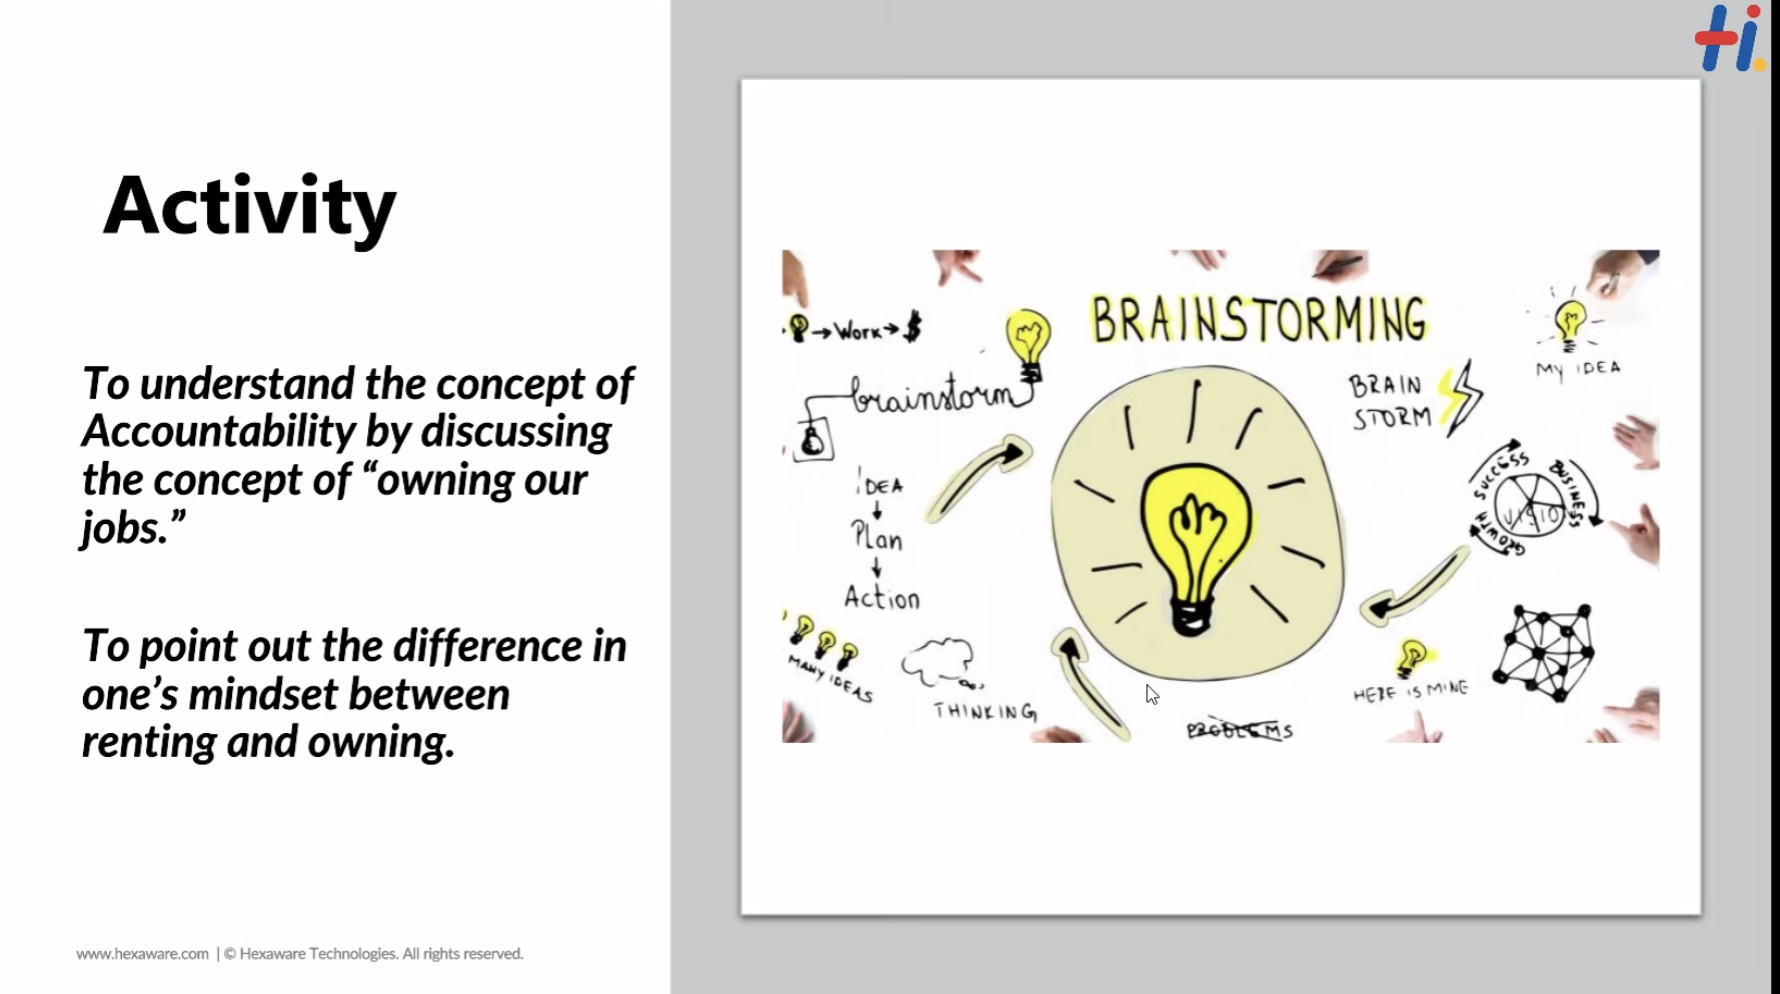 Activity
To understand the concept of
Accountability by discussing
the concept of “owning our
jobs.”
To point out the difference in
one’s mindset between
renting and owning.
www.hexaware.com | © Hexaware Technologies. All rights reserved.
Hi.
BRAINSTORMING
→ Work → $
brainstorm
IDEA
Plan
Action
MANY IDEAS
THINKING
PROBLEMS
BRAIN
STORM
MY IDEA
SUCCESS
BUSINESS
GROWTH
HERE IS MINE